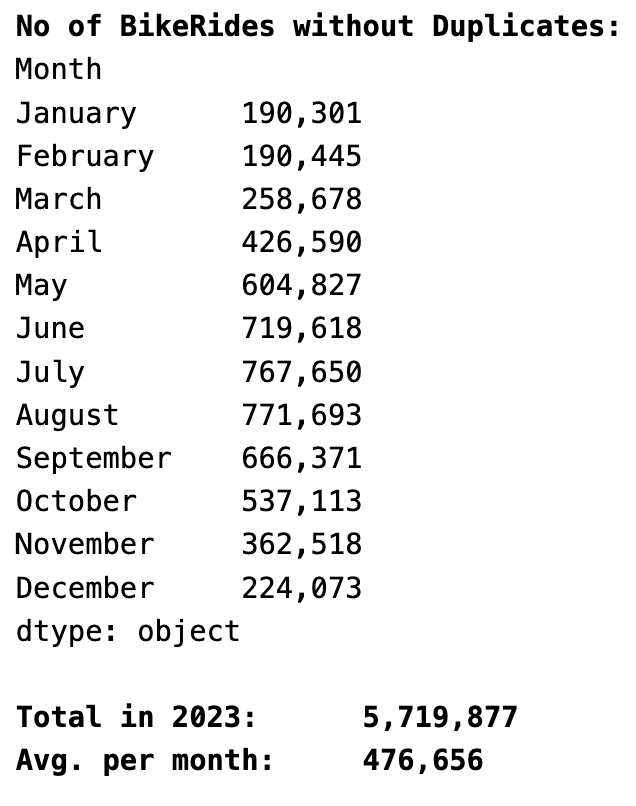 No of BikeRides without Duplicates:
Month
January      190,301
February     190,445
March        258,678
April        426,590
May          604,827
June         719,618
July         767,650
August       771,693
September    666,371
October      537,113
November     362,518
December     224,073
dtype: object
Total in 2023:      5,719,877
Avg. per month:     476,656